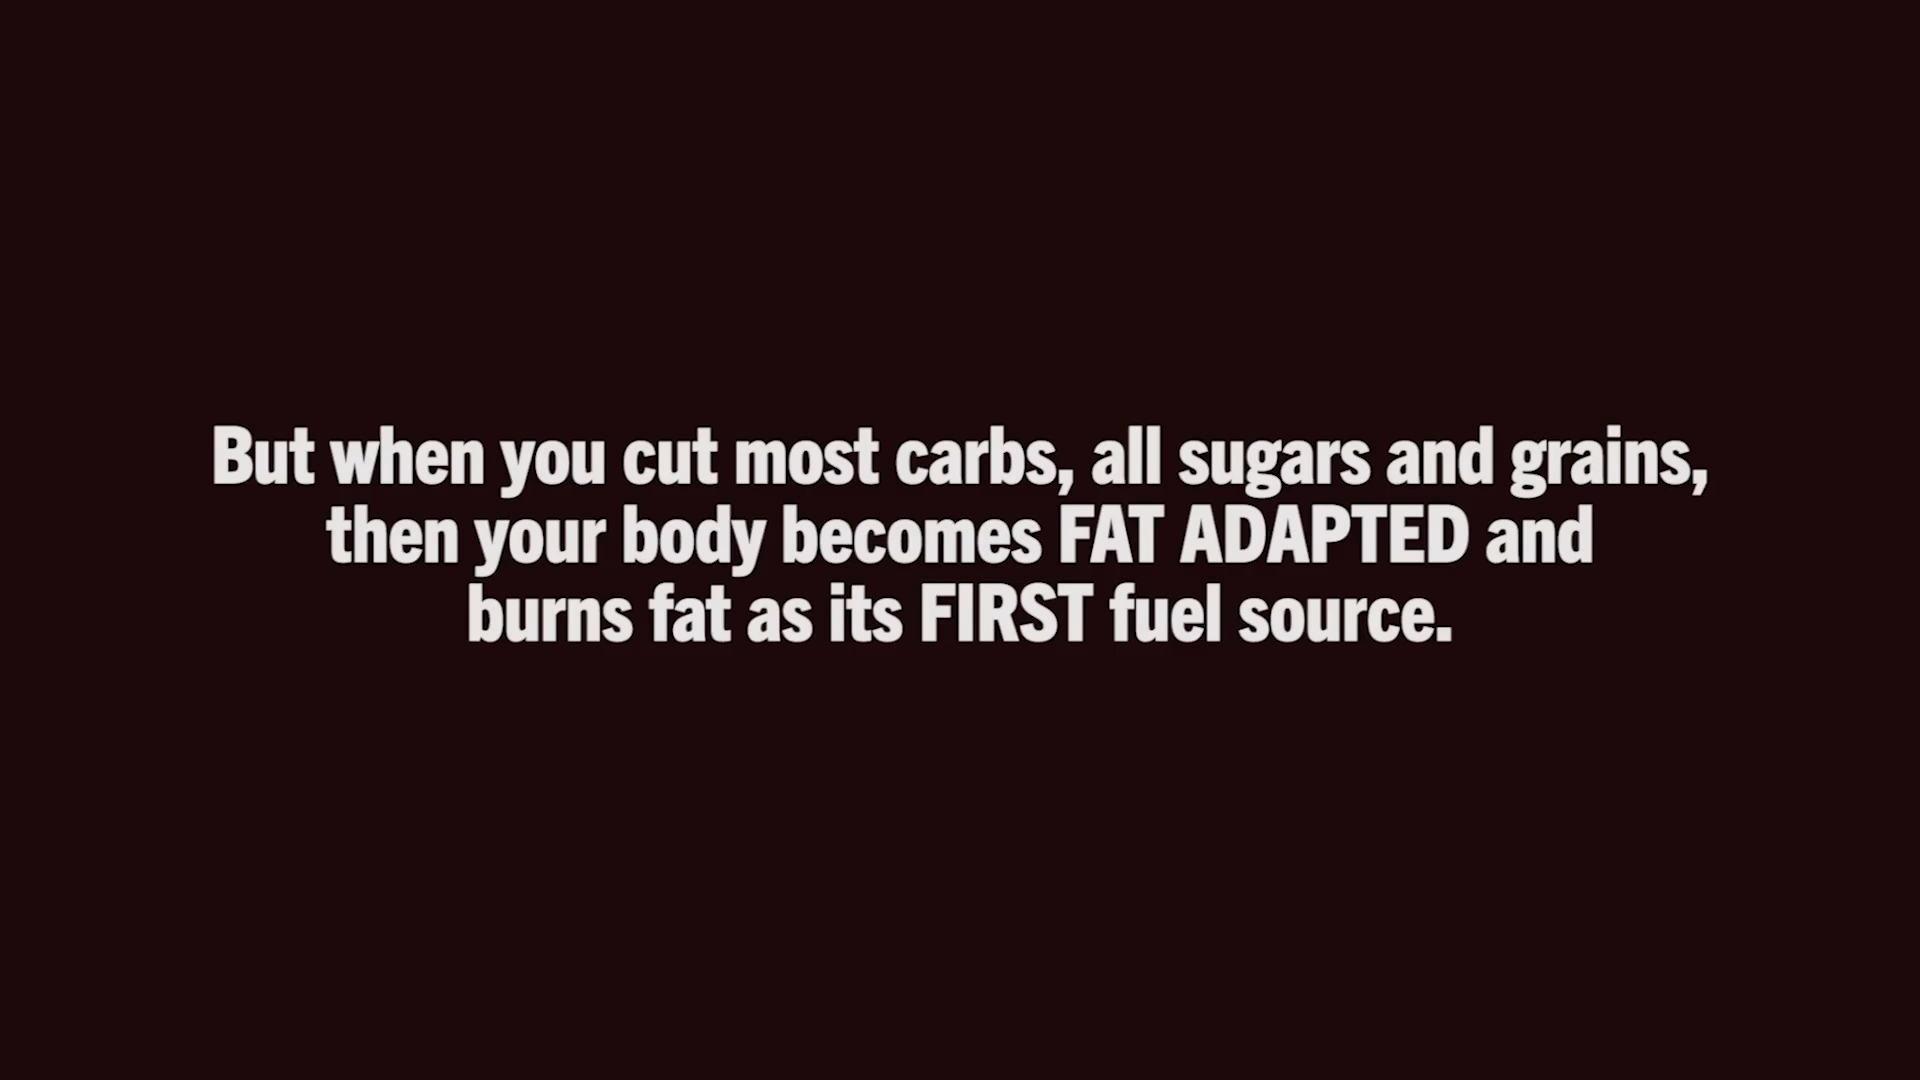 But when you cut most carbs, all sugars and grains,
then your body becomes FAT ADAPTED and
burns fat as its FIRST fuel source.